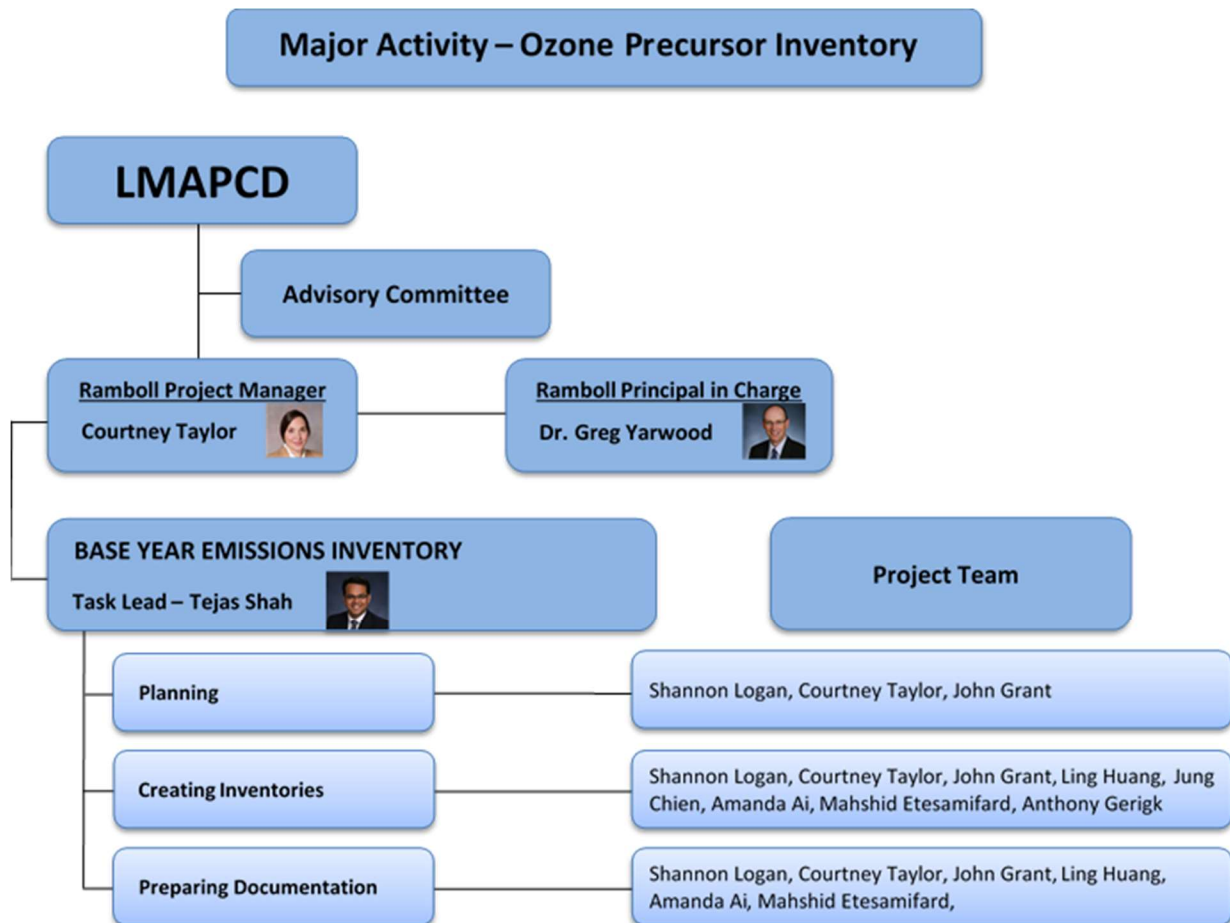 Major Activity – Ozone Precursor Inventory
LMAPCD
Advisory Committee
Ramboll Project Manager
Courtney Taylor
Ramboll Principal in Charge
Dr. Greg Yarwood
BASE YEAR EMISSIONS INVENTORY
Task Lead – Tejas Shah
Project Team
Planning
Shannon Logan, Courtney Taylor, John Grant
Creating Inventories
Shannon Logan, Courtney Taylor, John Grant, Ling Huang, Jung
Chien, Amanda Ai, Mahshid Etesamifard, Anthony Gerigk
Preparing Documentation
Shannon Logan, Courtney Taylor, John Grant, Ling Huang,
Amanda Ai, Mahshid Etesamifard,